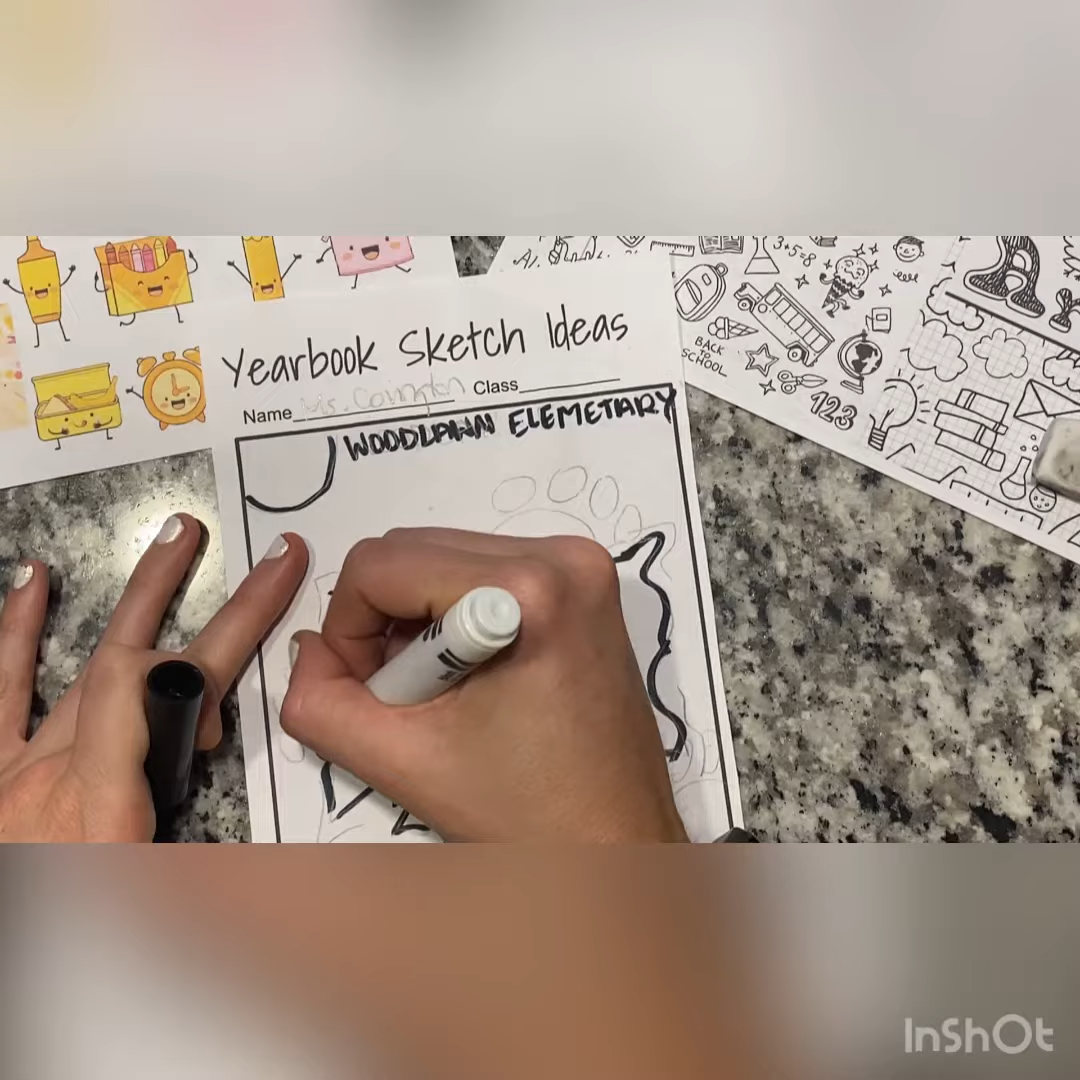 3+5=8
Yearbook Sketch Ideas
BACK
TO
SCHOOL
Name Class
123
WOODLAWN ELEMETARY
InShOt